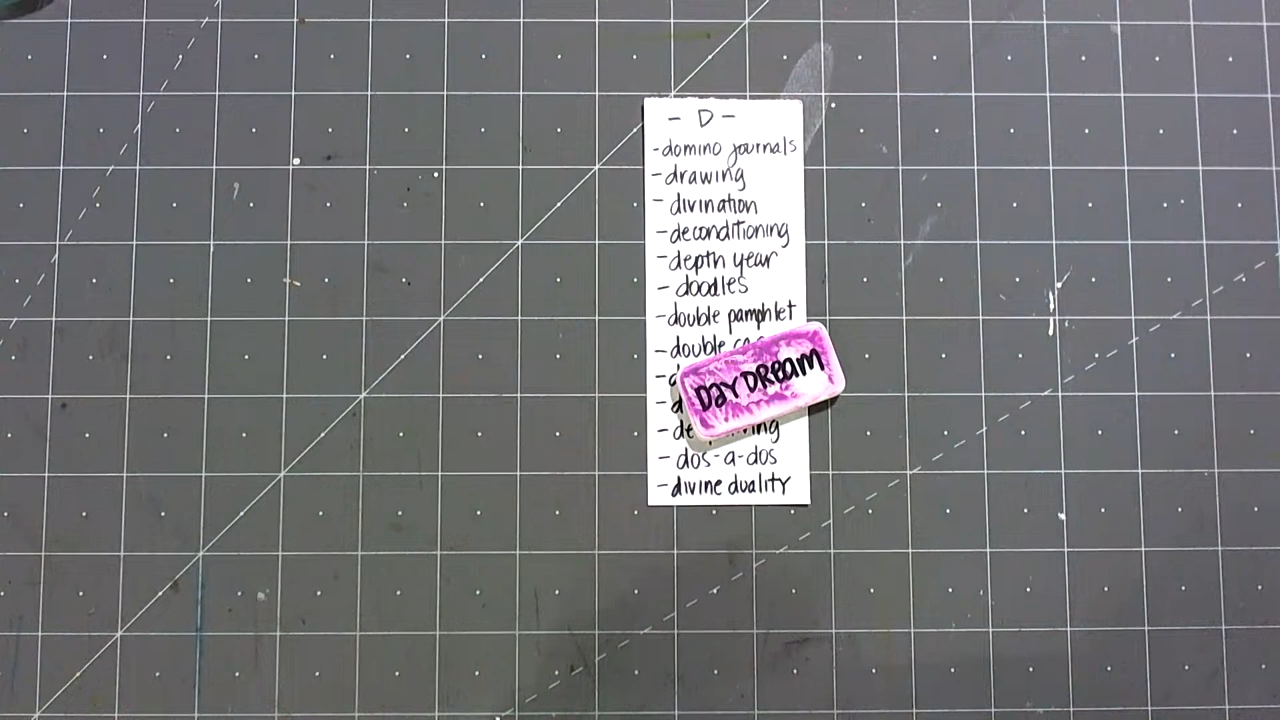 - D -
- domino journals
- drawing
- divination
- deconditioning
- depth year
- doodles
- double pamphlet
- double
DAYDREAM
- dos-a-dos
- divine duality